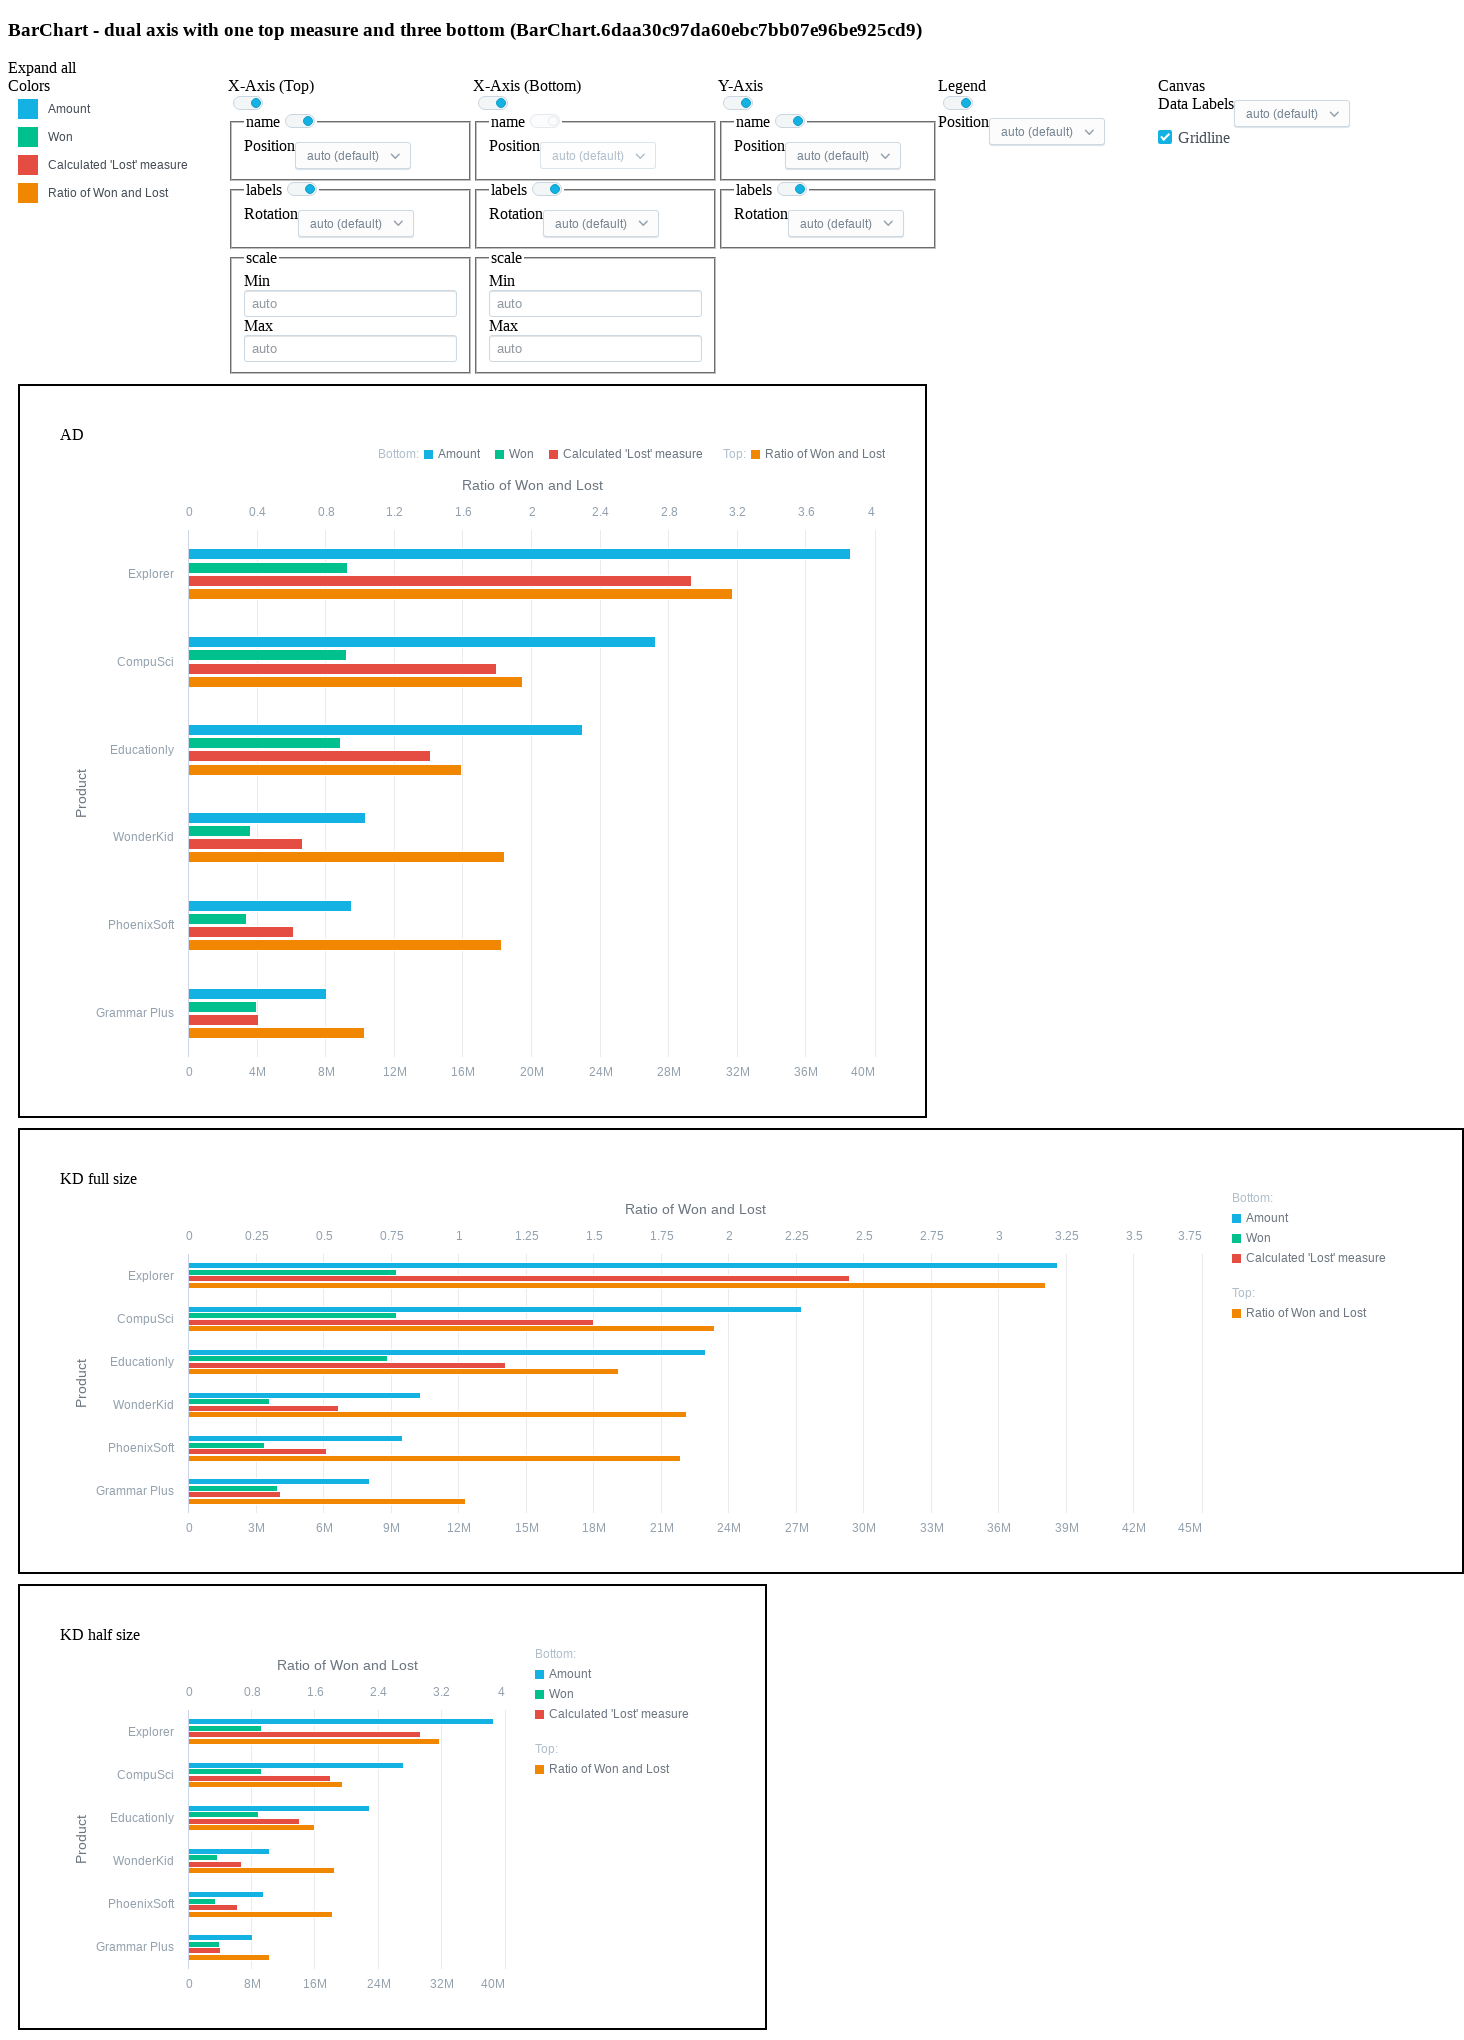 BarChart - dual axis with one top measure and three bottom (BarChart.6daa30c97da60ebc7bb07e96be925cd9)
Expand all
Colors
Amount
Won
Calculated 'Lost' measure
Ratio of Won and Lost
X-Axis (Top)
name
Position auto (default)
labels
Rotation auto (default)
scale
Min
auto
Max
auto
X-Axis (Bottom)
name
Position auto (default)
labels
Rotation auto (default)
scale
Min
auto
Max
auto
Y-Axis
name
Position auto (default)
labels
Rotation auto (default)
Legend
Position auto (default)
Canvas
Data Labels auto (default)
Gridline
AD
Bottom: Amount Won Calculated 'Lost' measure Top: Ratio of Won and Lost
Ratio of Won and Lost
0 0.4 0.8 1.2 1.6 2 2.4 2.8 3.2 3.6 4
Explorer
CompuSci
Educationly
Product
WonderKid
PhoenixSoft
Grammar Plus
0 4M 8M 12M 16M 20M 24M 28M 32M 36M 40M
KD full size
Ratio of Won and Lost
0 0.25 0.5 0.75 1 1.25 1.5 1.75 2 2.25 2.5 2.75 3 3.25 3.5 3.75
Explorer
CompuSci
Educationly
Product
WonderKid
PhoenixSoft
Grammar Plus
0 3M 6M 9M 12M 15M 18M 21M 24M 27M 30M 33M 36M 39M 42M 45M
Bottom:
Amount
Won
Calculated 'Lost' measure
Top:
Ratio of Won and Lost
KD half size
Ratio of Won and Lost
0 0.8 1.6 2.4 3.2 4
Explorer
CompuSci
Educationly
Product
WonderKid
PhoenixSoft
Grammar Plus
0 8M 16M 24M 32M 40M
Bottom:
Amount
Won
Calculated 'Lost' measure
Top:
Ratio of Won and Lost